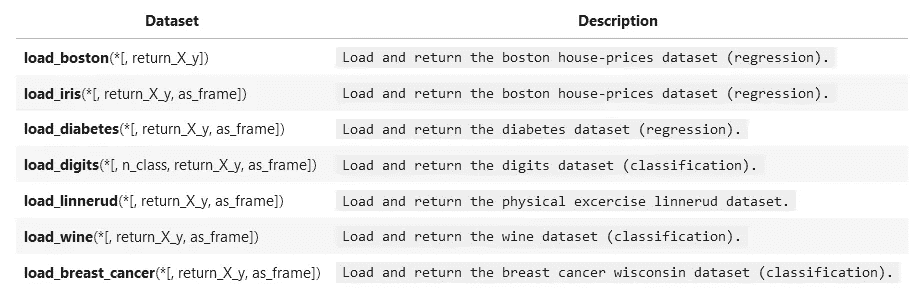 Dataset Description
load_boston(*[, return_X_y]) Load and return the boston house-prices dataset (regression).
load_iris(*[, return_X_y, as_frame]) Load and return the boston house-prices dataset (regression).
load_diabetes(*[, return_X_y, as_frame]) Load and return the diabetes dataset (regression).
load_digits(*[, n_class, return_X_y, as_frame]) Load and return the digits dataset (classification).
load_linnerud(*[, return_X_y, as_frame]) Load and return the physical excercise linnerud dataset.
load_wine(*[, return_X_y, as_frame]) Load and return the wine dataset (classification).
load_breast_cancer(*[, return_X_y, as_frame]) Load and return the breast cancer wisconsin dataset (classification).